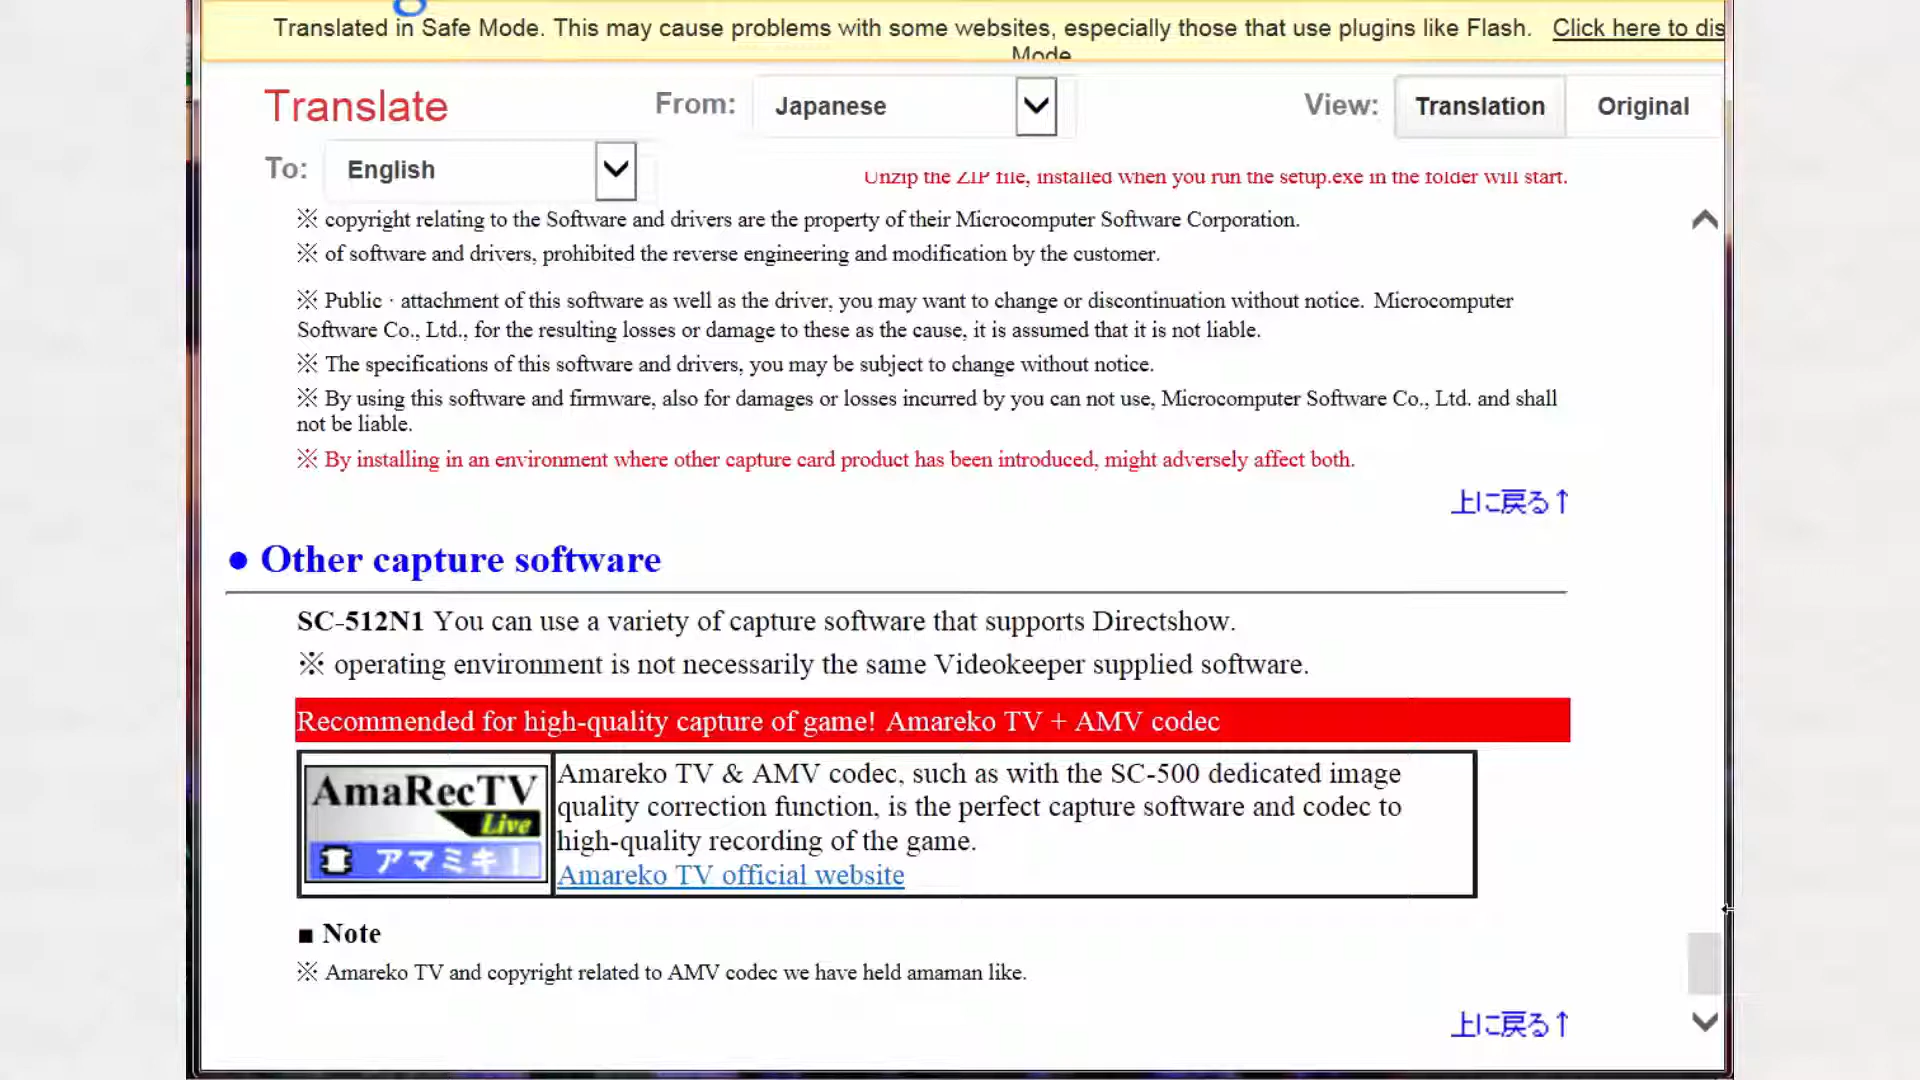 Translated in Safe Mode. This may cause problems with some websites, especially those that use plugins like Flash. Click here to dis
Mode
Translate From: Japanese View: Translation Original
To: English
Unzip the ZIP file, installed when you run the setup.exe in the folder will start.
※ copyright relating to the Software and drivers are the property of their Microcomputer Software Corporation.
※ of software and drivers, prohibited the reverse engineering and modification by the customer.
※ Public · attachment of this software as well as the driver, you may want to change or discontinuation without notice. Microcomputer
Software Co., Ltd., for the resulting losses or damage to these as the cause, it is assumed that it is not liable.
※ The specifications of this software and drivers, you may be subject to change without notice.
※ By using this software and firmware, also for damages or losses incurred by you can not use, Microcomputer Software Co., Ltd. and shall
not be liable.
※ By installing in an environment where other capture card product has been introduced, might adversely affect both.
上に戻る↑
● Other capture software
SC-512N1 You can use a variety of capture software that supports Directshow.
※ operating environment is not necessarily the same Videokeeper supplied software.
Recommended for high-quality capture of game! Amareko TV + AMV codec
AmaRecTV
Live
アマミキ!
Amareko TV & AMV codec, such as with the SC-500 dedicated image
quality correction function, is the perfect capture software and codec to
high-quality recording of the game.
Amareko TV official website
■ Note
※ Amareko TV and copyright related to AMV codec we have held amaman like.
上に戻る↑